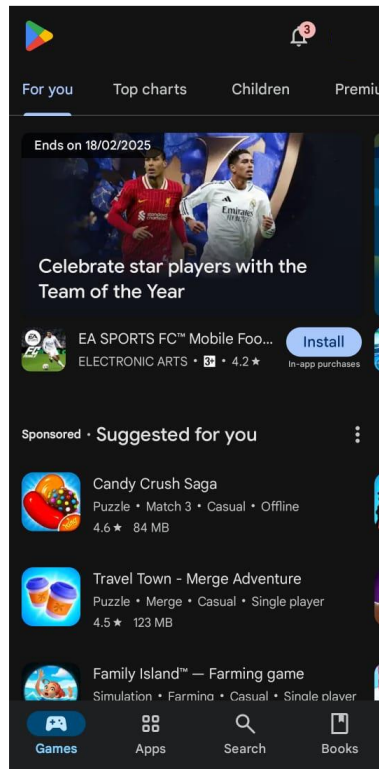 3
For you Top charts Children Premiu
Ends on 18/02/2025
Emirates
Celebrate star players with the
Team of the Year
EA SPORTS FC™ Mobile Foo...
Install
ELECTRONIC ARTS • 3+ • 4.2 ★
In-app purchases
Sponsored · Suggested for you
Candy Crush Saga
Puzzle • Match 3 • Casual • Offline
4.6 ★ 84 MB
Travel Town - Merge Adventure
Puzzle • Merge • Casual • Single player
4.5 ★ 123 MB
Family Island™ — Farming game
Simulation • Farming • Casual • Single player
Games Apps Search Books